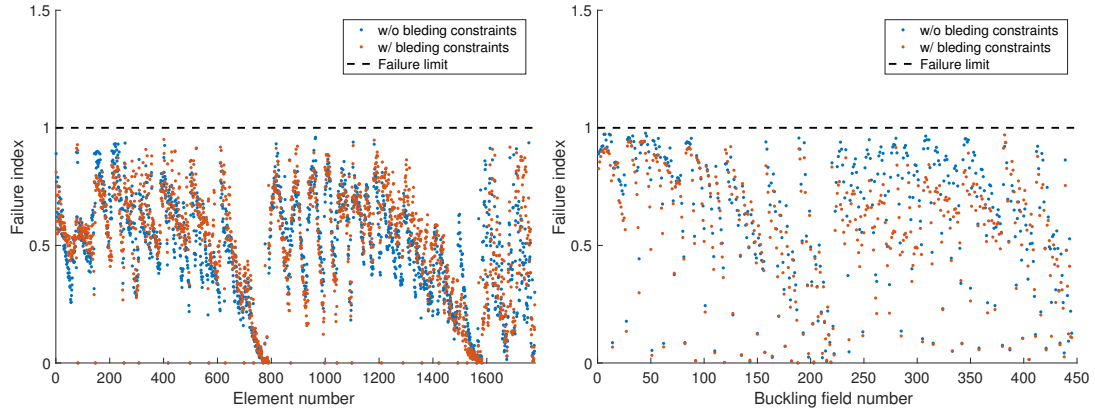 1.5
w/o bleding constraints
w/ bleding constraints
Failure limit
1
Failure index
0.5
0
0 200 400 600 800 1000 1200 1400 1600
Element number
1.5
w/o bleding constraints
w/ bleding constraints
Failure limit
1
Failure index
0.5
0
0 50 100 150 200 250 300 350 400 450
Buckling field number